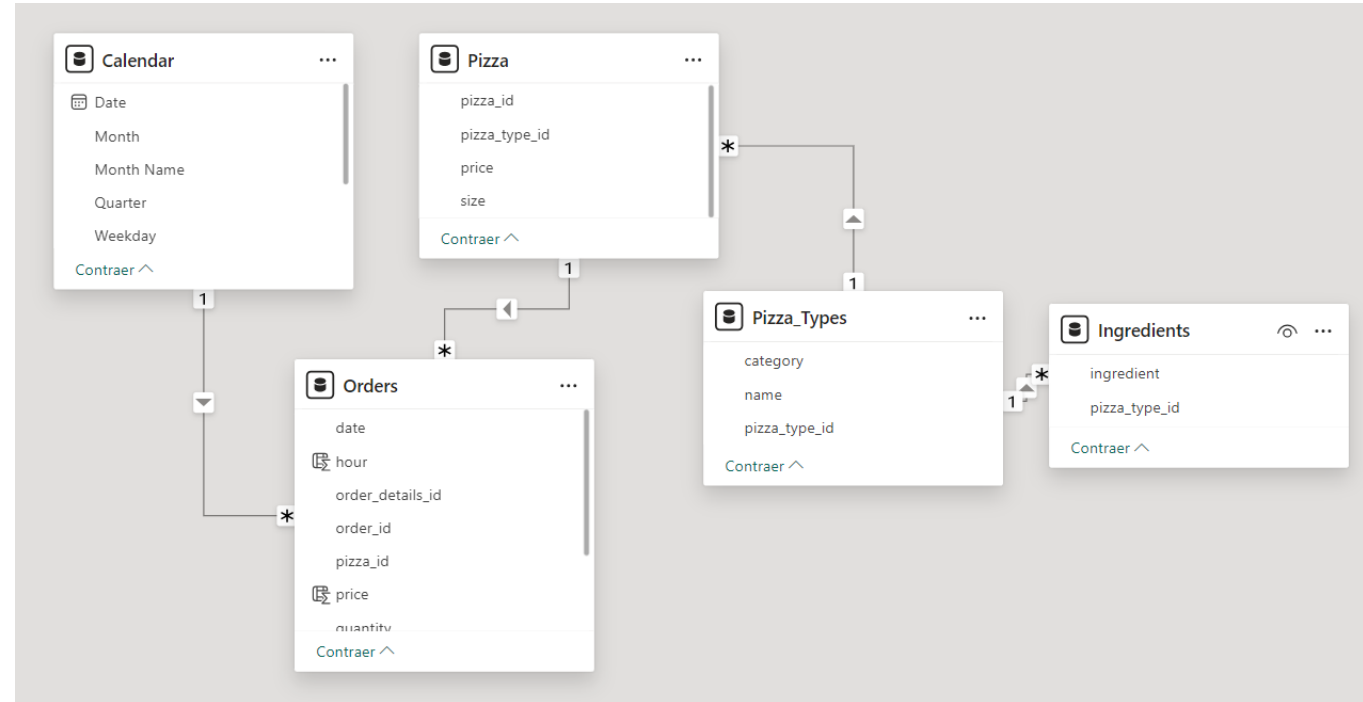 Calendar
Date
Month
Month Name
Quarter
Weekday
Contraer
1
Pizza
pizza_id
pizza_type_id
price
size
Contraer
1
*
*
1
Pizza_Types
category
name
pizza_type_id
Contraer
1
*
Ingredients
ingredient
pizza_type_id
Contraer
*
Orders
date
hour
order_details_id
order_id
pizza_id
price
quantity
Contraer